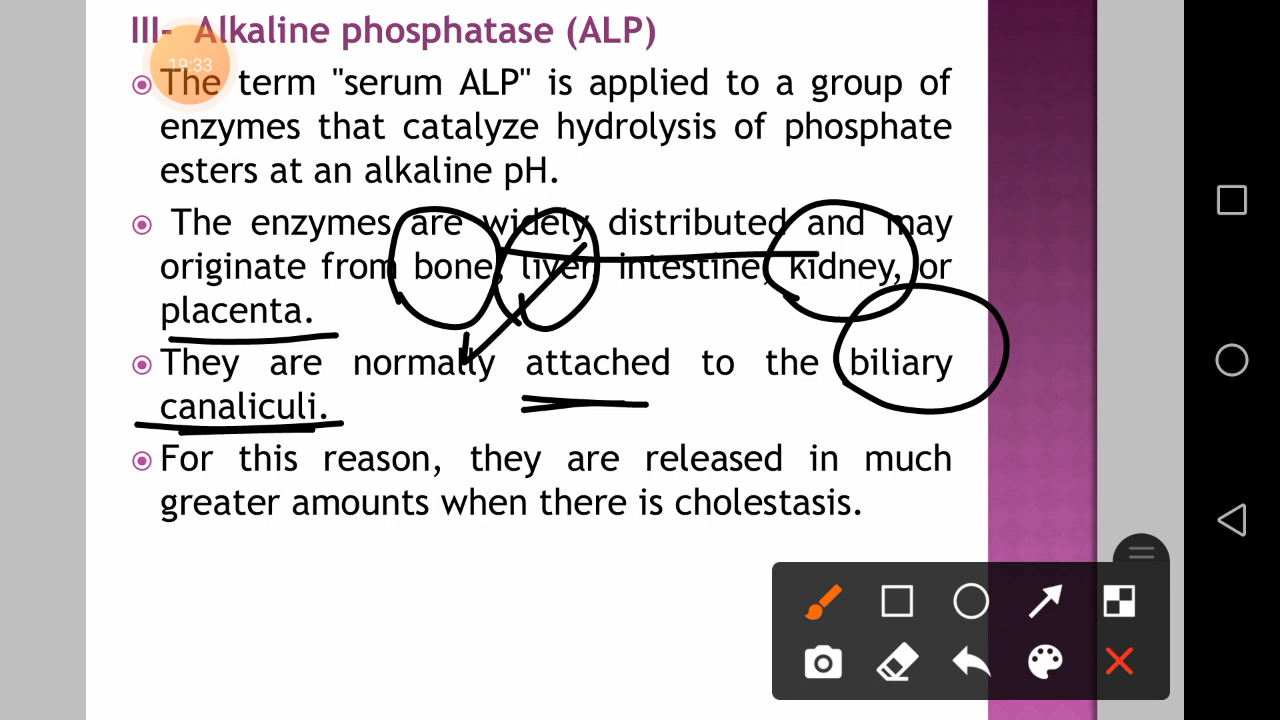 III- Alkaline phosphatase (ALP)
19:33
The term "serum ALP" is applied to a group of
enzymes that catalyze hydrolysis of phosphate
esters at an alkaline pH.
The enzymes are widely distributed and may
originate from bone, liver, intestine, kidney, or
placenta.
They are normally attached to the biliary
canaliculi.
For this reason, they are released in much
greater amounts when there is cholestasis.